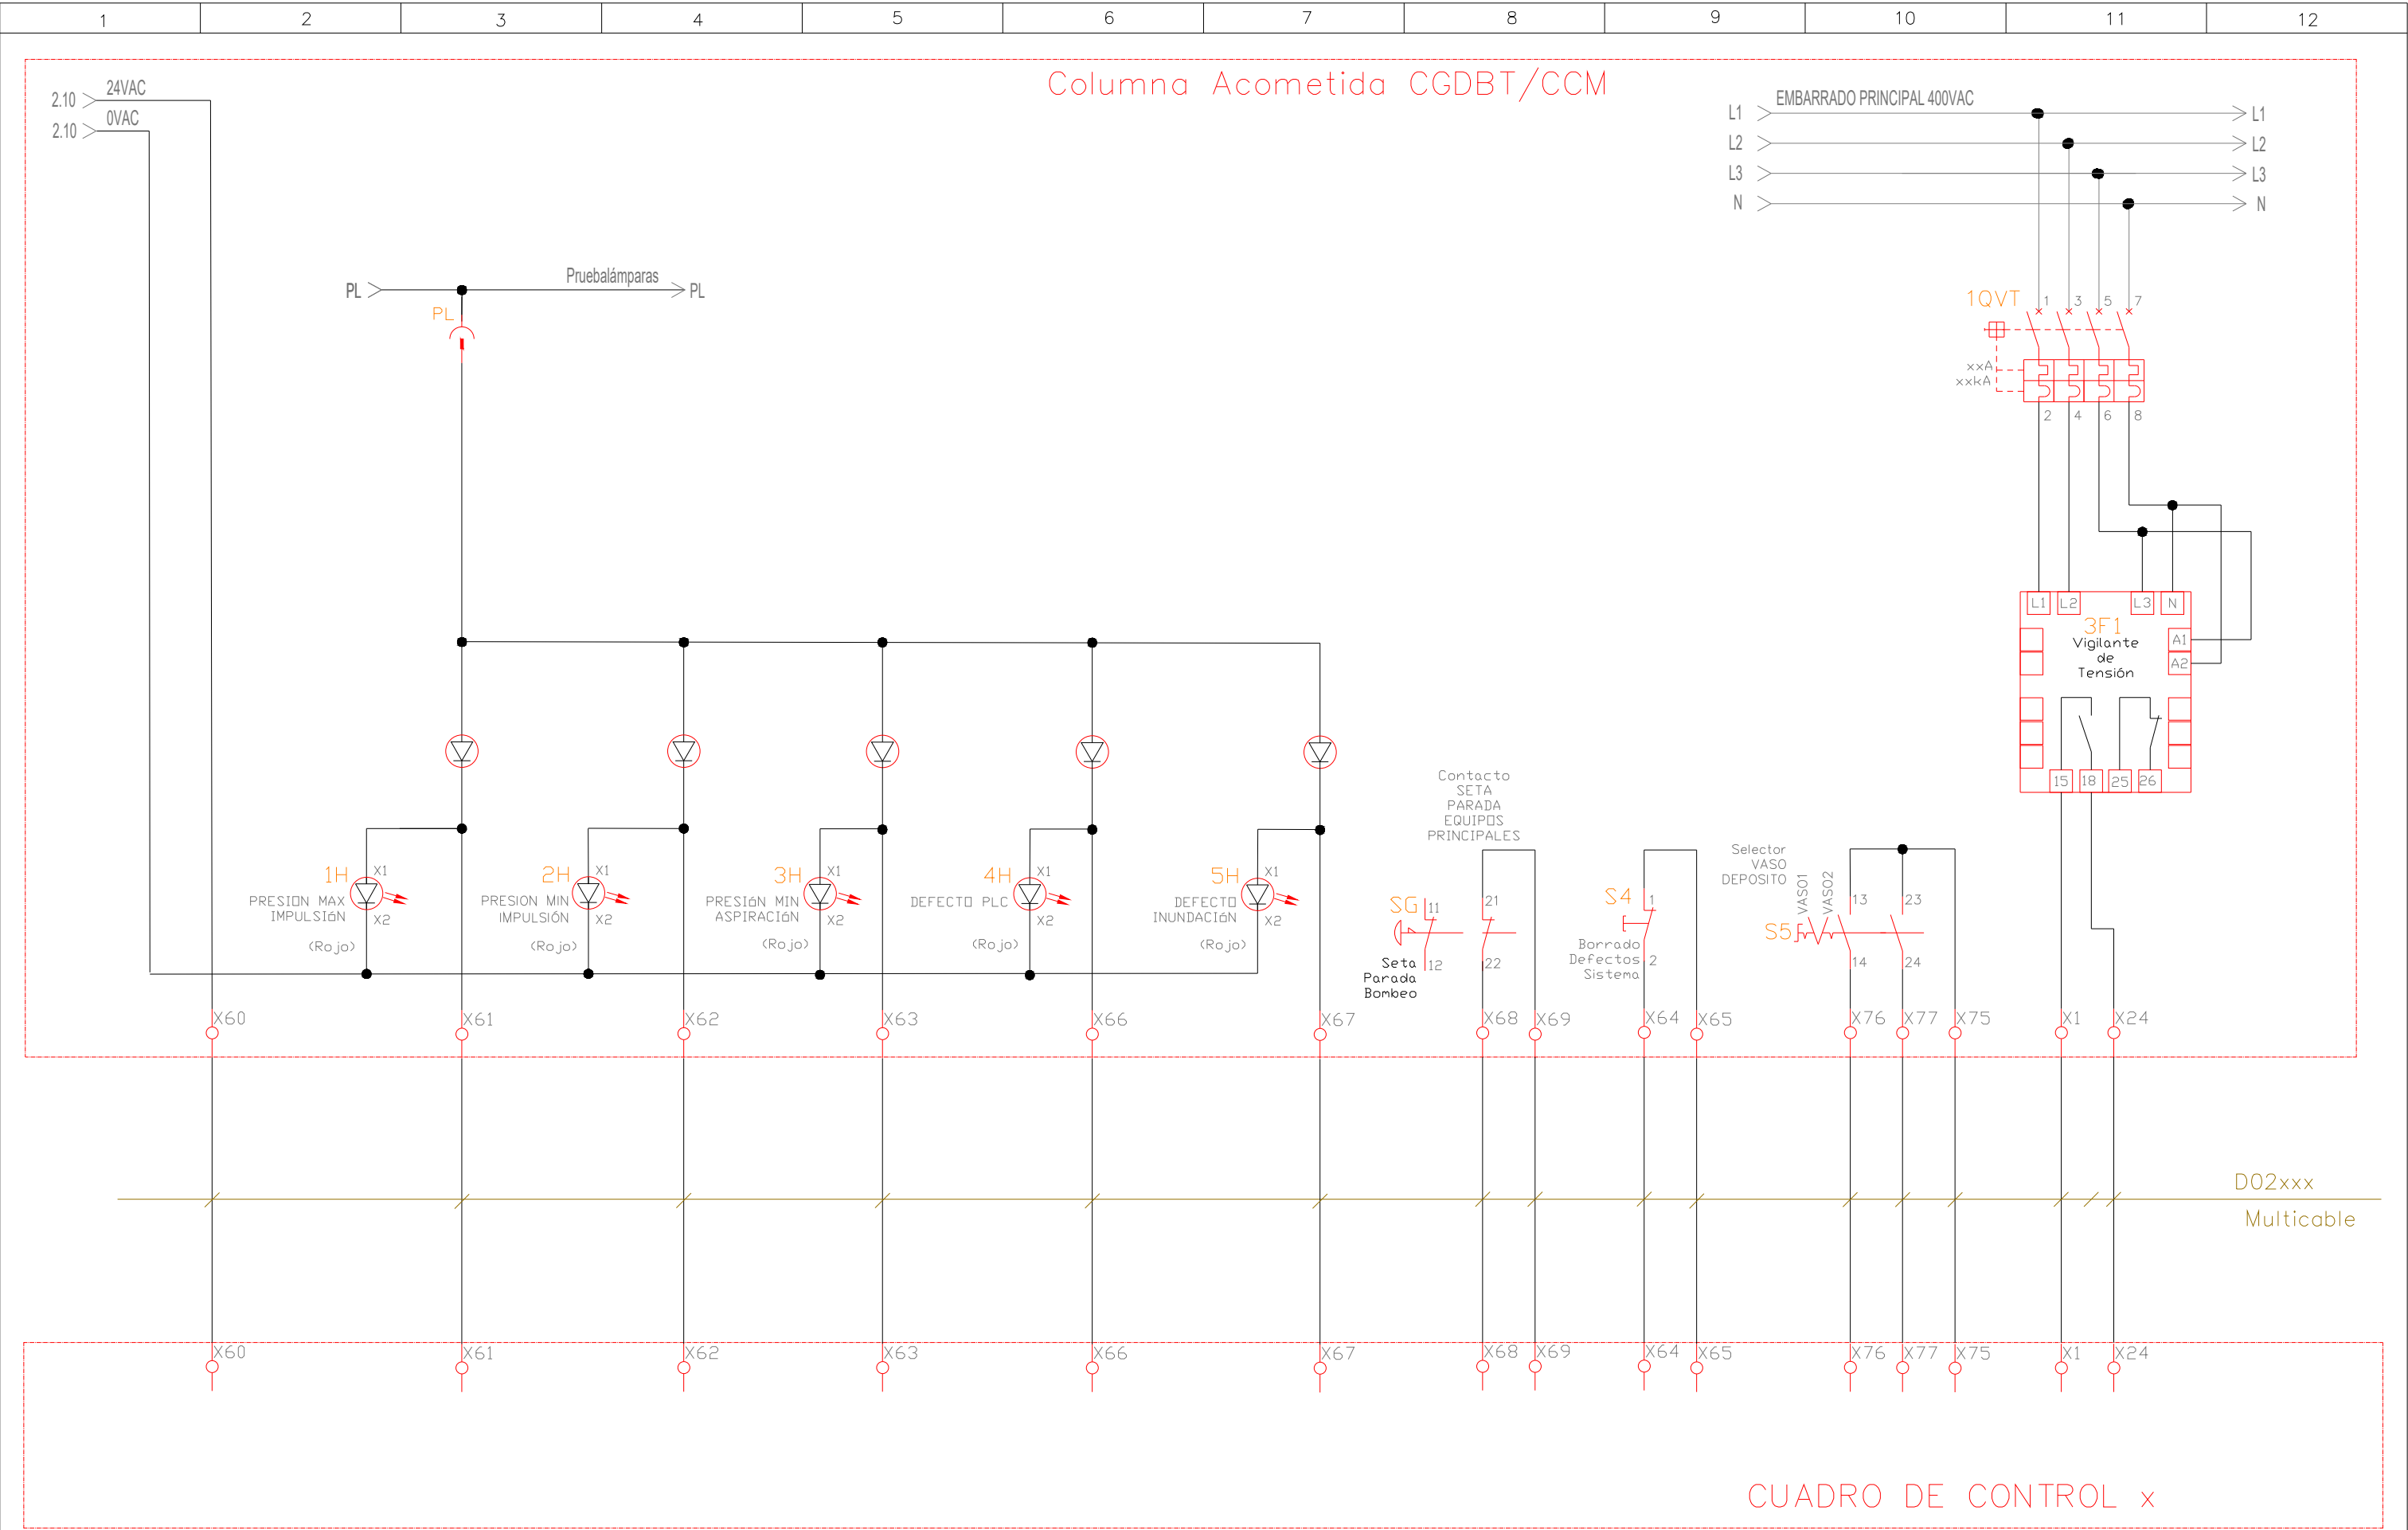 1 2 3 4 5 6 7 8 9 10 11 12
Columna Acometida CGDBT/CCM
2.10 24VAC
2.10 0VAC
EMBARRADO PRINCIPAL 400VAC
L1 L1
L2 L2
L3 L3
N N
PL Pruebalámparas PL
PL
1QVT 1 3 5 7
xxA
xxkA
2 4 6 8
L1 L2 L3 N
3F1
Vigilante
de
Tensión
A1
A2
15 18 25 26
1H X1
PRESION MAX
IMPULSIÓN
X2
(Rojo)
2H X1
PRESION MIN
IMPULSIÓN
X2
(Rojo)
3H X1
PRESIÓN MIN
ASPIRACIÓN
X2
(Rojo)
4H X1
DEFECTO PLC
X2
(Rojo)
5H X1
DEFECTO
INUNDACIÓN
X2
(Rojo)
Contacto
SETA
PARADA
EQUIPOS
PRINCIPALES
SG 11 21
12 22
Seta
Parada
Bombeo
S4 1
Borrado
Defectos
Sistema
2
Selector
VASO
DEPOSITO
VASO1
VASO2
S5
13 23
14 24
X60 X61 X62 X63 X66 X67 X68 X69 X64 X65 X76 X77 X75 X1 X24
D02xxx
Multicable
X60 X61 X62 X63 X66 X67 X68 X69 X64 X65 X76 X77 X75 X1 X24
CUADRO DE CONTROL x